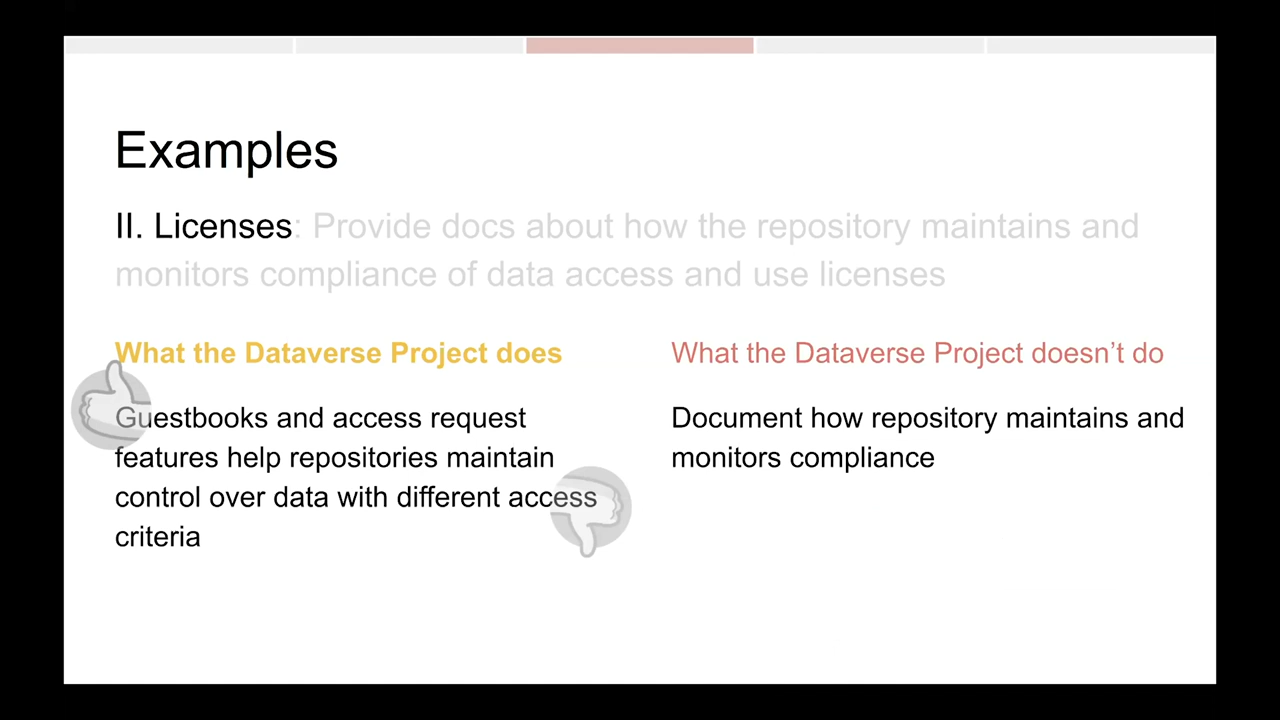 Examples
II. Licenses: Provide docs about how the repository maintains and
monitors compliance of data access and use licenses
What the Dataverse Project does
Guestbooks and access request
features help repositories maintain
control over data with different access
criteria
What the Dataverse Project doesn’t do
Document how repository maintains and
monitors compliance